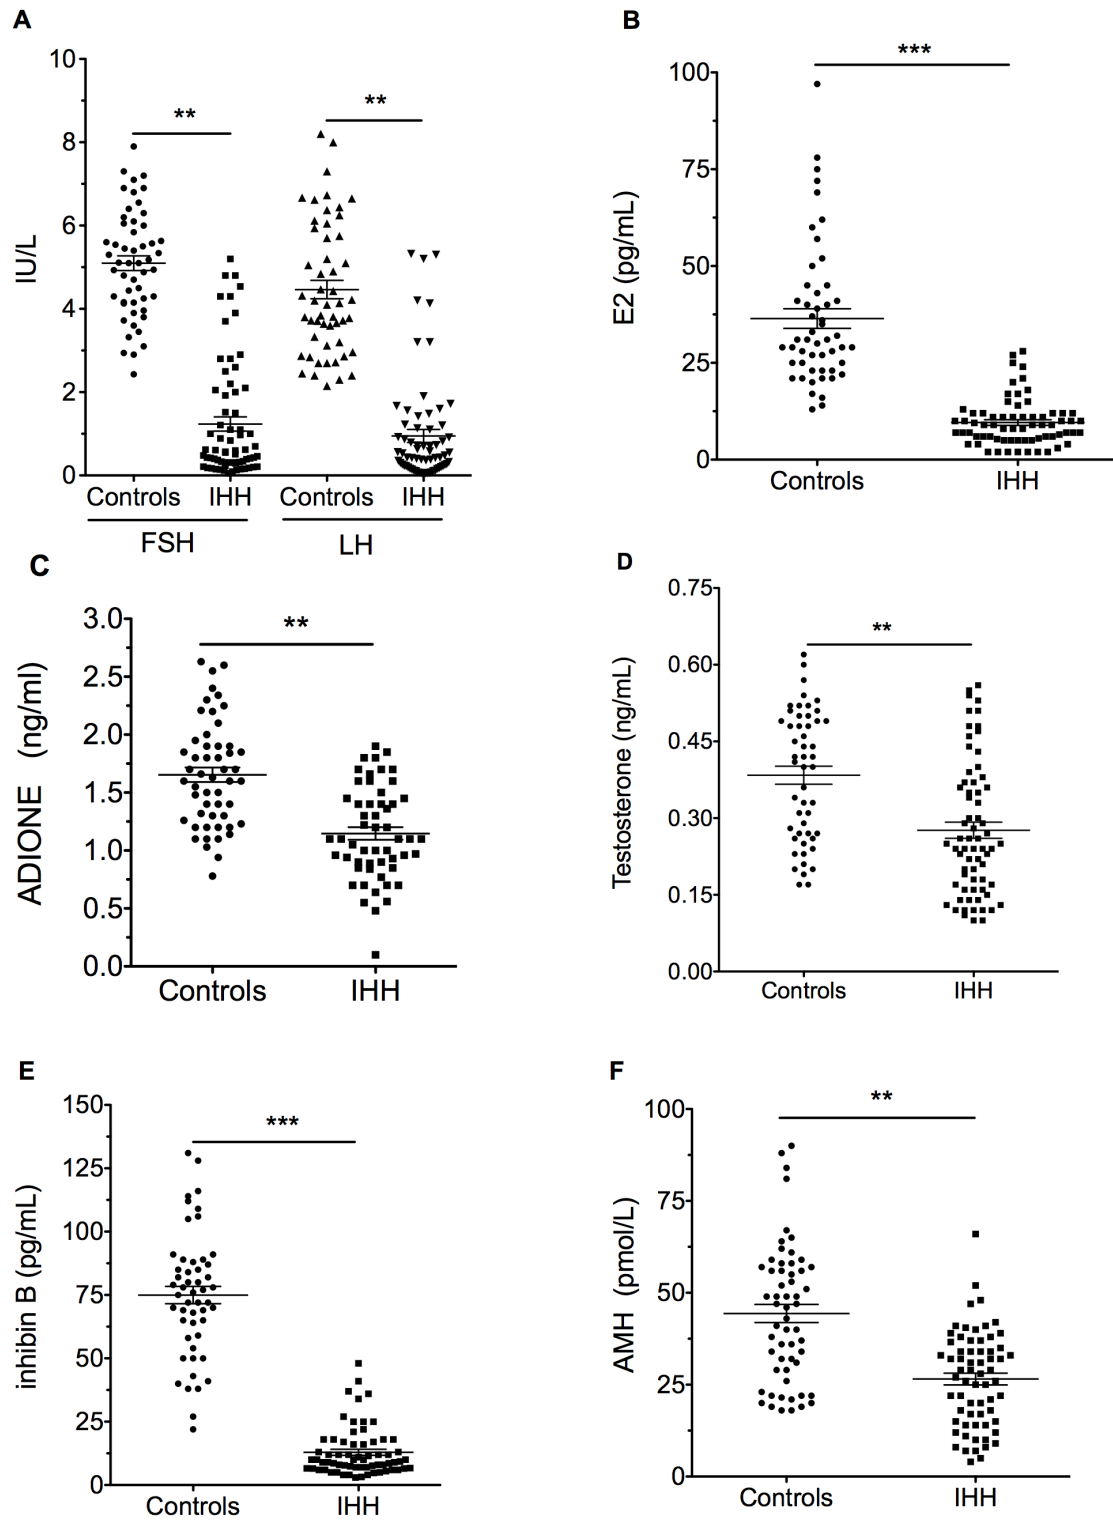 A
10
8
6
4
2
0
IU/L
**
**
Controls IHH Controls IHH
FSH LH
B
100
75
50
25
0
E2 (pg/mL)
***
Controls IHH
C
3.0
2.5
2.0
1.5
1.0
0.5
0.0
ADIONE (ng/ml)
**
Controls IHH
D
0.75
0.60
0.45
0.30
0.15
0.00
Testosterone (ng/mL)
**
Controls IHH
E
150
125
100
75
50
25
0
inhibin B (pg/mL)
***
Controls IHH
F
100
75
50
25
0
AMH (pmol/L)
**
Controls IHH